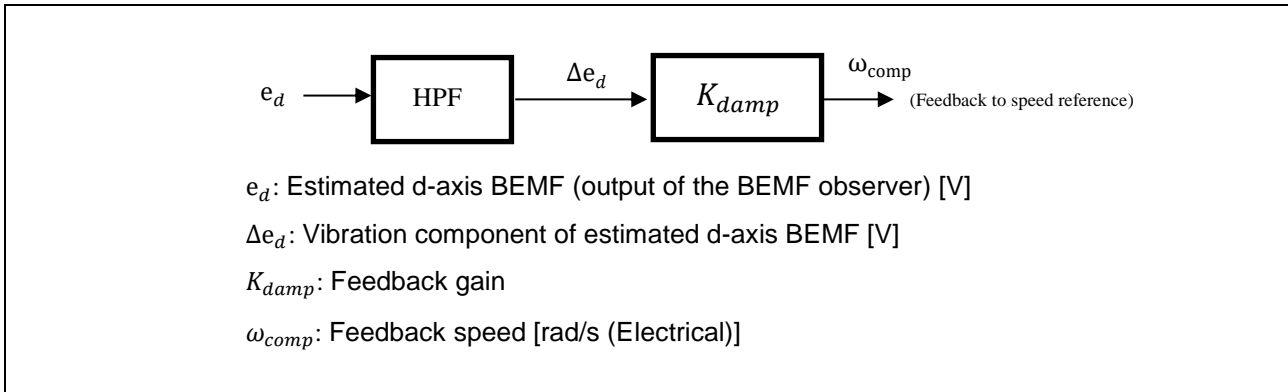 e_d HPF Δe_d K_damp ω_comp (Feedback to speed reference)
e_d: Estimated d-axis BEMF (output of the BEMF observer) [V]
Δe_d: Vibration component of estimated d-axis BEMF [V]
K_damp: Feedback gain
ω_comp: Feedback speed [rad/s (Electrical)]